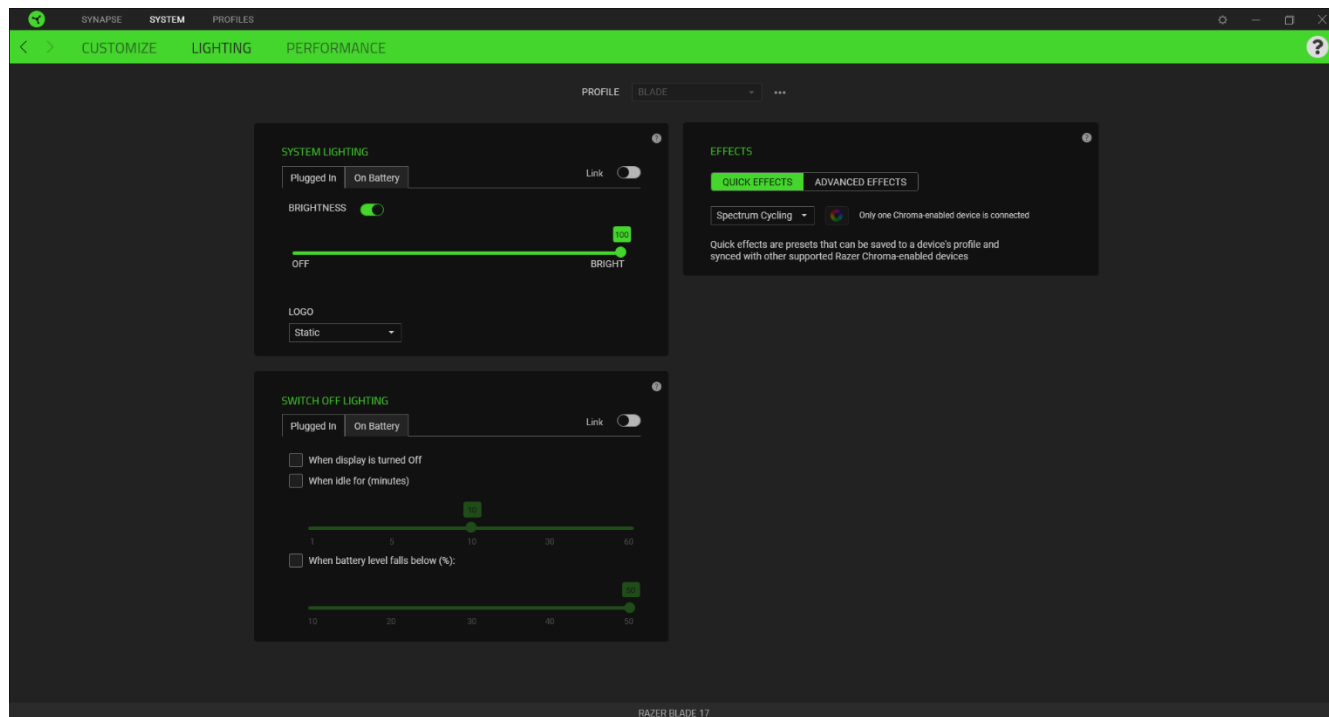 SYNAPSE SYSTEM PROFILES
CUSTOMIZE LIGHTING PERFORMANCE ?
PROFILE BLADE
SYSTEM LIGHTING
Plugged In On Battery Link
BRIGHTNESS
100
OFF BRIGHT
LOGO
Static
SWITCH OFF LIGHTING
Plugged In On Battery Link
When display is turned Off
When idle for (minutes)
10
1 5 10 30 60
When battery level falls below (%):
50
10 20 30 40 50
EFFECTS
QUICK EFFECTS ADVANCED EFFECTS
Spectrum Cycling Only one Chroma-enabled device is connected
Quick effects are presets that can be saved to a device's profile and
synced with other supported Razer Chroma-enabled devices
RAZER BLADE 17